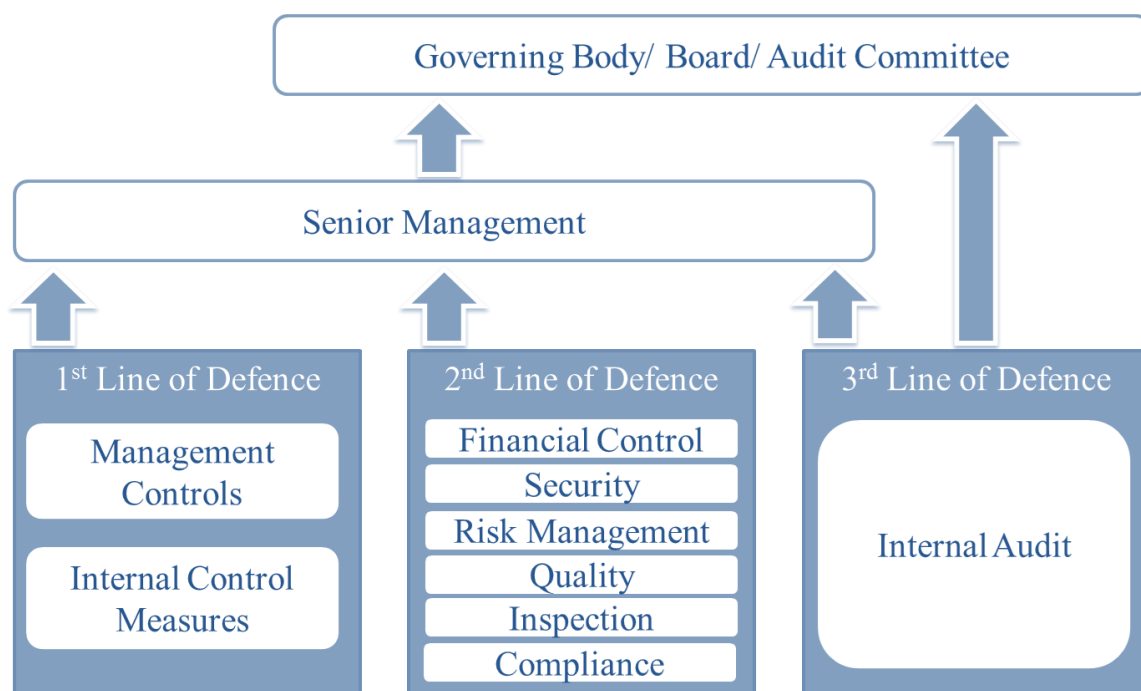 Governing Body/ Board/ Audit Committee
Senior Management
1st Line of Defence
Management
Controls
Internal Control
Measures
2nd Line of Defence
Financial Control
Security
Risk Management
Quality
Inspection
Compliance
3rd Line of Defence
Internal Audit